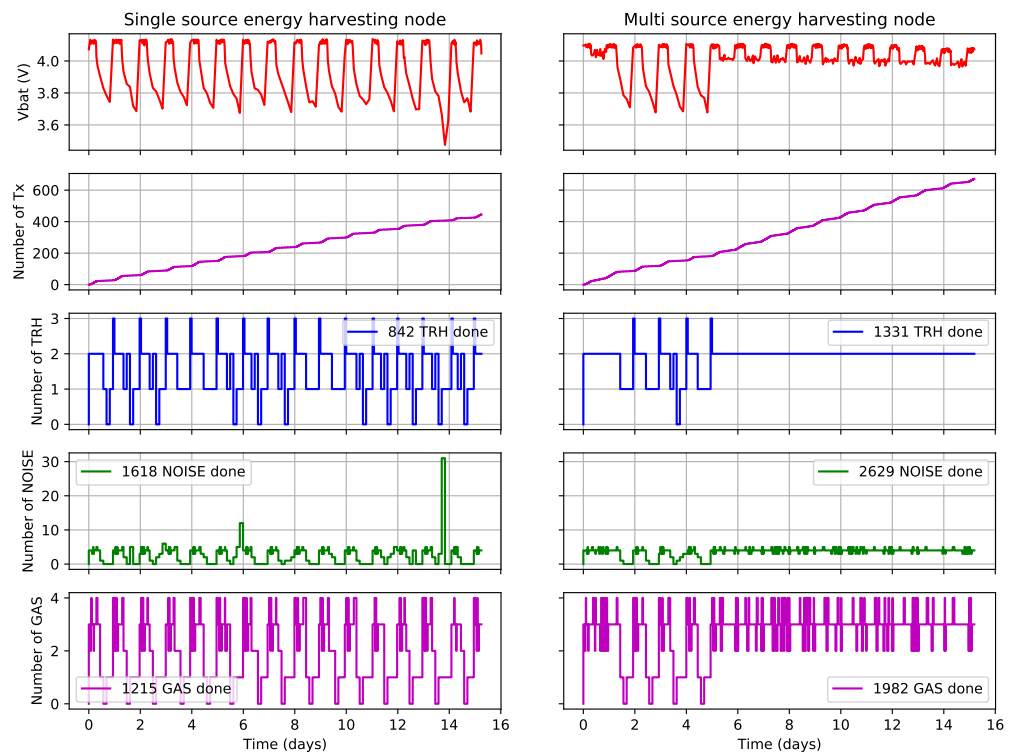 Single source energy harvesting node
Multi source energy harvesting node
Vbat (V)
4.0
3.8
3.6
Number of Tx
600
400
200
0
Number of TRH
3
2
1
0
842 TRH done
1331 TRH done
Number of NOISE
30
20
10
0
1618 NOISE done
2629 NOISE done
Number of GAS
4
2
0
1215 GAS done
1982 GAS done
0 2 4 6 8 10 12 14 16
0 2 4 6 8 10 12 14 16
Time (days)
Time (days)